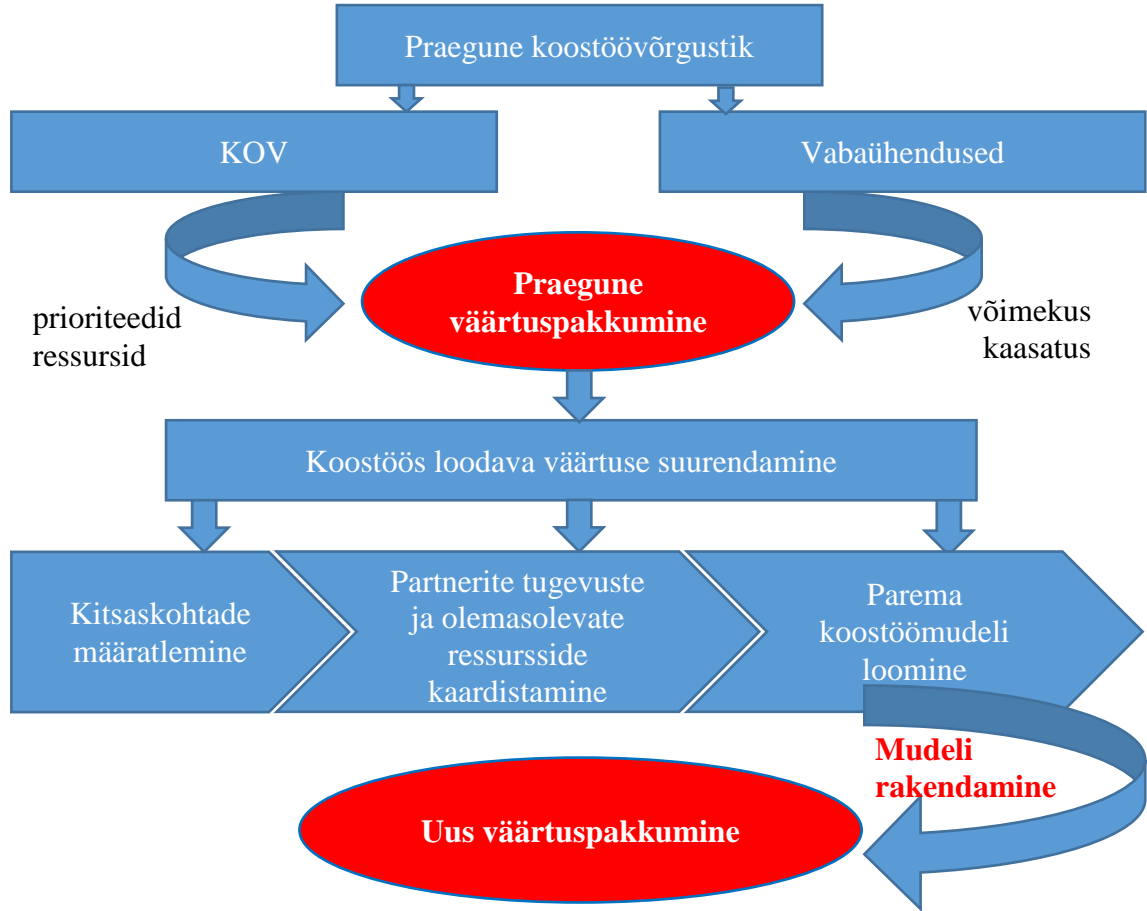 Praegune koostöövõrgustik
KOV
Vabaühendused
Praegune
väärtuspakkumine
prioriteedid
ressursid
võimekus
kaasatus
Koostöös loodava väärtuse suurendamine
Kitsaskohtade
määratlemine
Partnerite tugevuste
ja olemasolevate
ressursside
kaardistamine
Parema
koostöömudeli
loomine
Mudeli
rakendamine
Uus väärtuspakkumine